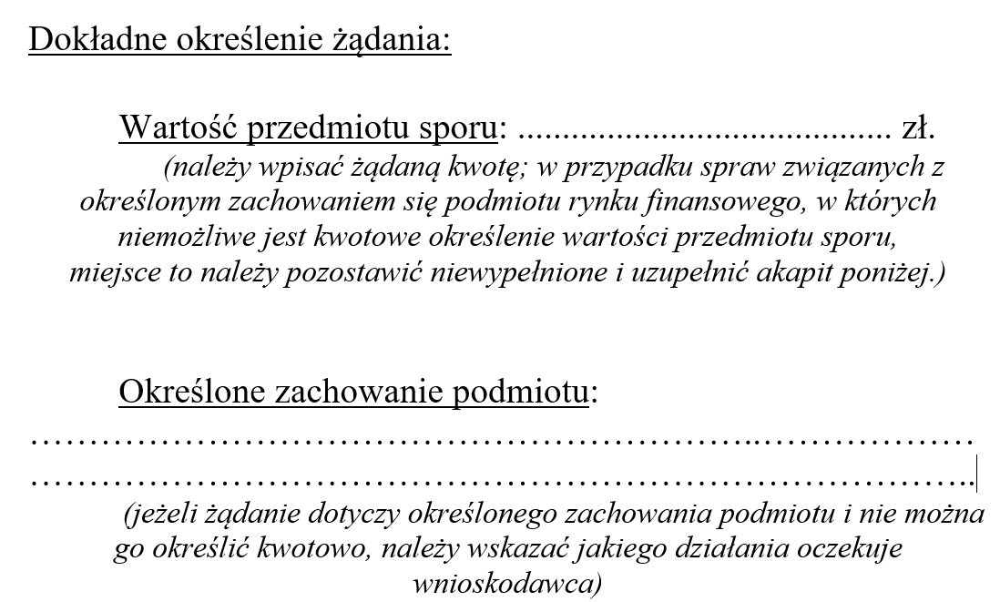 Dokładne określenie żądania:
Wartość przedmiotu sporu: .......................................... zł.
(należy wpisać żądaną kwotę; w przypadku spraw związanych z
określonym zachowaniem się podmiotu rynku finansowego, w których
niemożliwe jest kwotowe określenie wartości przedmiotu sporu,
miejsce to należy pozostawić niewypełnione i uzupełnić akapit poniżej.)
Określone zachowanie podmiotu:
……………………………………………………..………………
……………………………………………………………………..
(jeżeli żądanie dotyczy określonego zachowania podmiotu i nie można
go określić kwotowo, należy wskazać jakiego działania oczekuje
wnioskodawca)